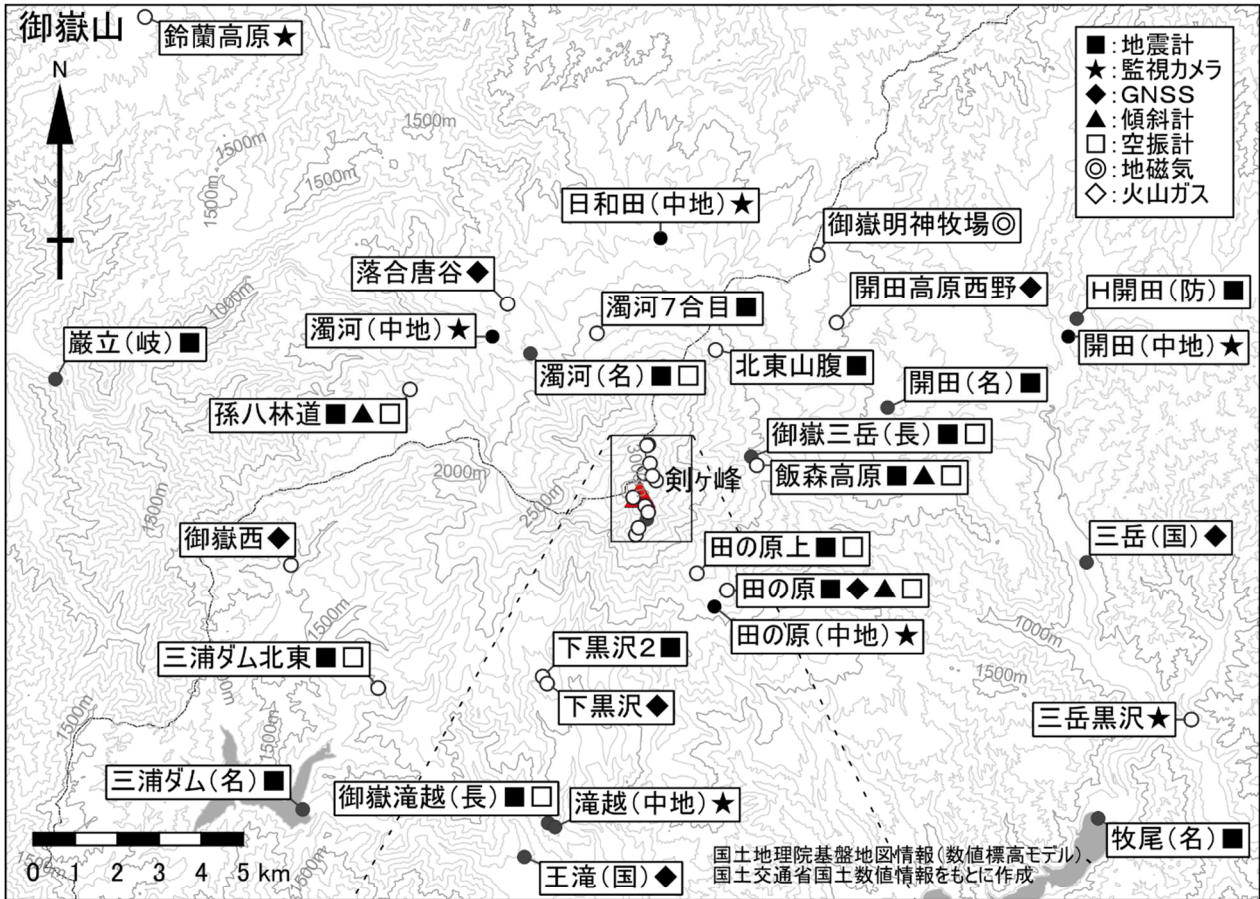 御嶽山
鈴蘭高原★
N
■：地震計
★：監視カメラ
◆：GNSS
▲：傾斜計
□：空振計
◎：地磁気
◇：火山ガス
1500m
1500m
1500m
1500m
日和田（中地）★
御嶽明神牧場◎
落合唐谷◆
1000m
濁河7合目■
開田高原西野◆
H開田（防）■
巌立（岐）■
濁河（中地）★
開田（中地）★
濁河（名）■□
北東山腹■
開田（名）■
孫八林道■▲□
御嶽三岳（長）■□
2000m
剣ヶ峰
飯森高原■▲□
1500m
2500m
御嶽西◆
田の原上■□
三岳（国）◆
田の原■◆▲□
1500m
田の原（中地）★
1000m
三浦ダム北東■□
下黒沢2■
1500m
下黒沢◆
1500m
1500m
三岳黒沢★
三浦ダム（名）■
御嶽滝越（長）■□
滝越（中地）★
牧尾（名）■
1500m
1500m
0 1 2 3 4 5 km
王滝（国）◆
国土地理院基盤地図情報（数値標高モデル）、
国土交通省国土数値情報をもとに作成